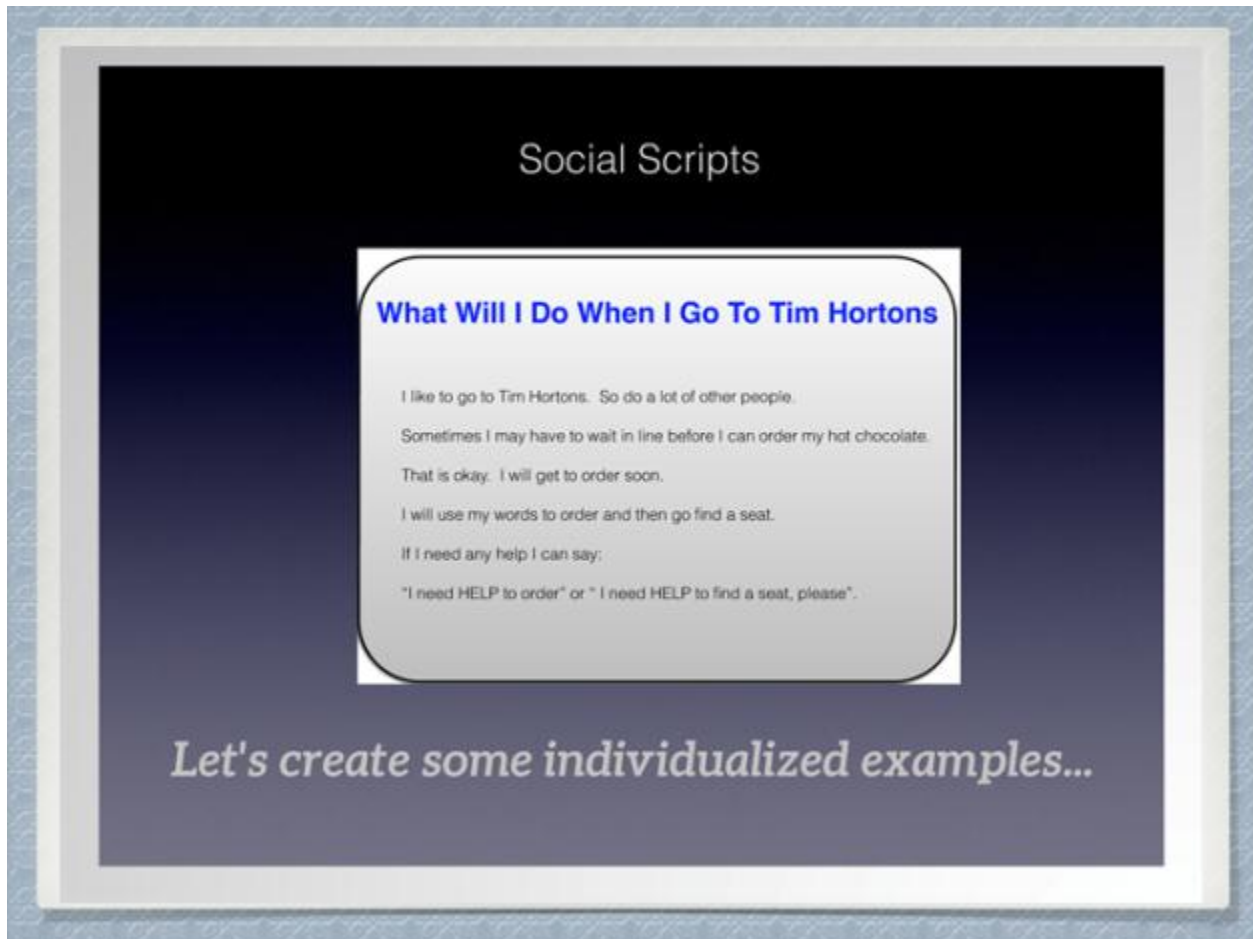 Social Scripts
What Will I Do When I Go To Tim Hortons
I like to go to Tim Hortons.  So do a lot of other people.
Sometimes I may have to wait in line before I can order my hot chocolate.
That is okay.  I will get to order soon.
I will use my words to order and then go find a seat.
If I need any help I can say:
"I need HELP to order" or " I need HELP to find a seat, please".
Let's create some individualized examples...